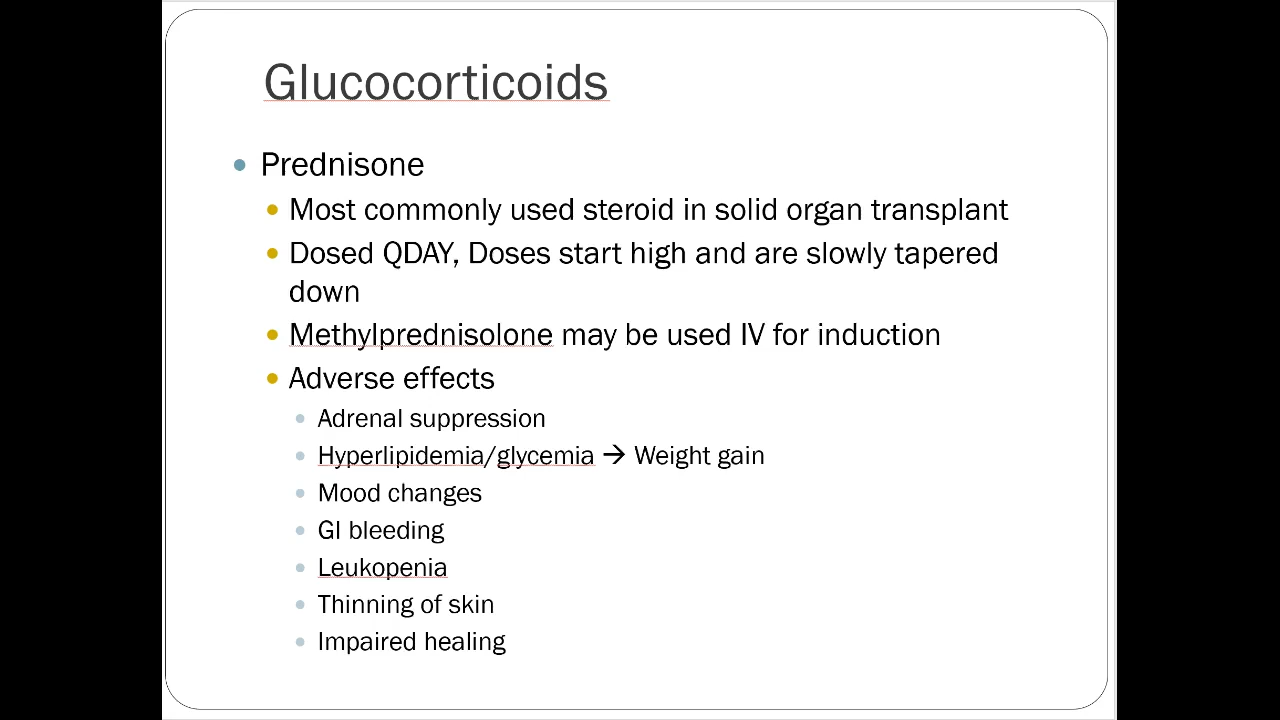 Glucocorticoids
Prednisone
Most commonly used steroid in solid organ transplant
Dosed QDAY, Doses start high and are slowly tapered
down
Methylprednisolone may be used IV for induction
Adverse effects
Adrenal suppression
Hyperlipidemia/glycemia → Weight gain
Mood changes
GI bleeding
Leukopenia
Thinning of skin
Impaired healing